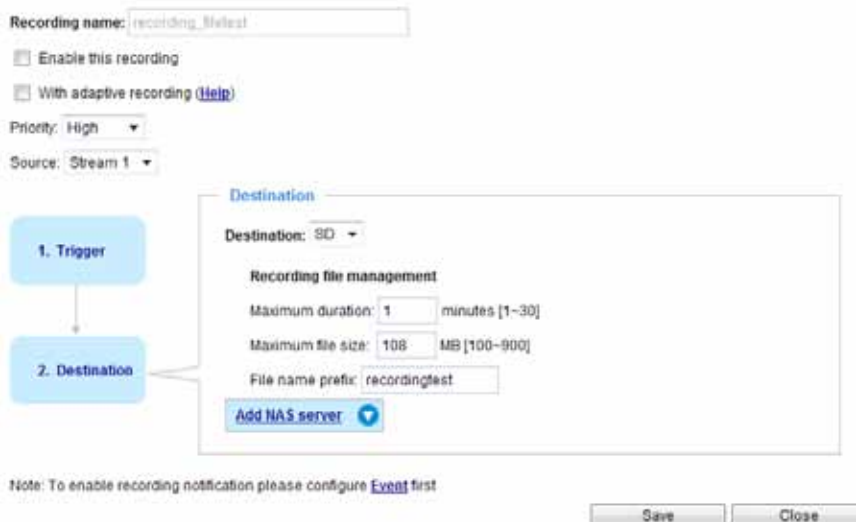 Recording name: recording_filetest
Enable this recording
With adaptive recording (Help)
Priority: High
Source: Stream 1
Destination
Destination: SD
1. Trigger
Recording file management
Maximum duration: 1 minutes [1~30]
Maximum file size: 108 MB [100~900]
2. Destination
File name prefix: recordingtest
Add NAS server
Note: To enable recording notification please configure Event first
Save Close